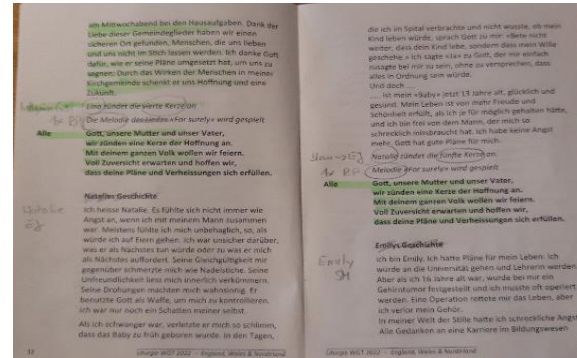 am Mittwochabend bei den Hausaufgaben. Dank der
Liebe dieser Gemeindeglieder haben wir einen
sicheren Ort gefunden, Menschen, die uns lieben
und uns nicht im Stich lassen werden. Ich danke Gott
dafür, wie er seine Pläne umgesetzt hat, um uns zu
segnen: Durch das Wirken der Menschen in meiner
Kirchgemeinde schenkt er uns Hoffnung und eine
Zukunft.
Lina zündet die vierte Kerze an
1x BP Die Melodie des Landes «For surely» wird gespielt
Alle Gott, unsere Mutter und unser Vater,
wir zünden eine Kerze der Hoffnung an.
Mit deinem ganzen Volk wollen wir feiern.
Voll Zuversicht erwarten und hoffen wir,
dass deine Pläne und Verheissungen sich erfüllen.
Natalies Geschichte
Natalie Ich heisse Natalie. Es fühlte sich nicht immer wie
EJ Angst an, wenn ich mit meinem Mann zusammen
war. Meistens fühlte ich mich unbehaglich, so, als
würde ich auf Eiern gehen. Ich war unsicher darüber,
was er als Nächstes tun würde oder zu was er mich
als Nächstes auffordert. Seine Gleichgültigkeit mir
gegenüber schmerzte mich wie Nadelstiche. Seine
Unfreundlichkeit liess mich innerlich verkümmern.
Seine Drohungen machten mich wahnsinnig. Er
benutzte Gott als Waffe, um mich zu kontrollieren.
Ich war nur noch ein Schatten meiner selbst.
Als ich schwanger war, verletzte er mich so schlimm,
dass das Baby zu früh geboren wurde. In den Tagen,
12 Liturgie WGT 2022 – England, Wales & Nordirland
die ich im Spital verbrachte und nicht wusste, ob mein
Kind leben würde, sprach Gott zu mir: «Bete nicht
weiter, dass dein Kind lebe, sondern dass mein Wille
geschehe.» Ich sagte «Ja» zu Gott, der mir einfach
zusagte bei mir zu sein, ohne zu versprechen, dass
alles in Ordnung sein würde.
Und doch ...
... ist mein «Baby» jetzt 13 Jahre alt, glücklich und
gesund. Mein Leben ist von mehr Freude und
Schönheit erfüllt, als ich je für möglich gehalten hätte,
und ich bin frei von dem Mann, der mich so
schrecklich missbraucht hat. Ich habe keine Angst
mehr, Gott hat gute Pläne für mich.
EJ Natalie zündet die fünfte Kerze an.
1x BP Melodie «For surely» wird gespielt
Alle Gott, unsere Mutter und unser Vater,
wir zünden eine Kerze der Hoffnung an.
Mit deinem ganzen Volk wollen wir feiern.
Voll Zuversicht erwarten und hoffen wir,
dass deine Pläne und Verheissungen sich erfüllen.
Emilys Geschichte
Emily Ich bin Emily. Ich hatte Pläne für mein Leben: Ich
SM würde an die Universität gehen und Lehrerin werden.
Aber als ich 16 Jahre alt war, wurde bei mir ein
Gehirntumor festgestellt und ich musste oft operiert
werden. Eine Operation rettete mir das Leben, aber
ich verlor mein Gehör.
In meiner Welt der Stille hatte ich schreckliche Angst.
Alle Gedanken an eine Karriere im Bildungswesen
Liturgie WGT 2022 – England, Wales & Nordirland